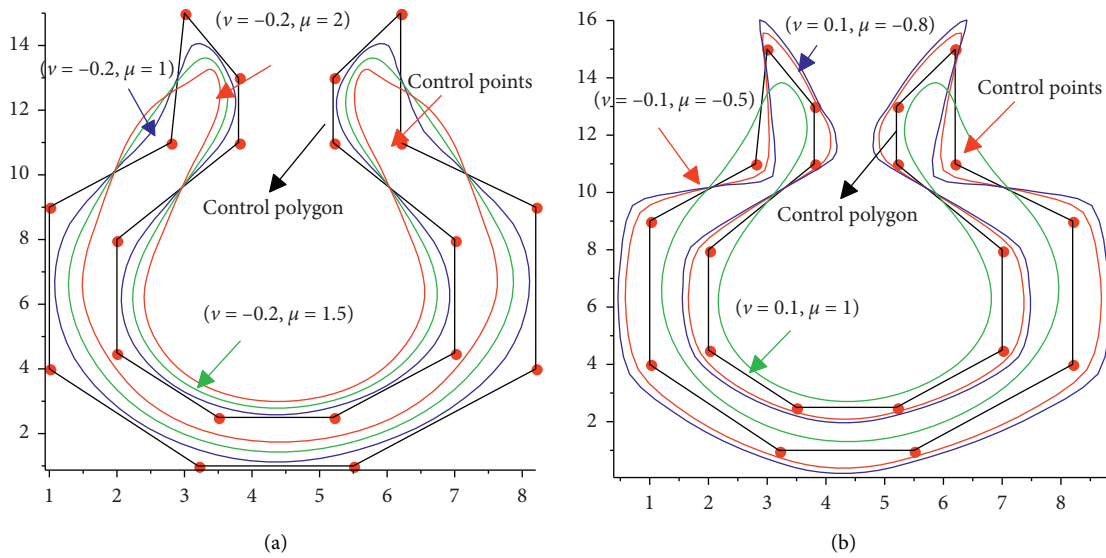 (ν = –0.2, μ = 2)
(ν = –0.2, μ = 1)
Control points
Control polygon
(ν = –0.2, μ = 1.5)
14
12
10
8
6
4
2
1 2 3 4 5 6 7 8
(a)
(ν = 0.1, μ = –0.8)
(ν = –0.1, μ = –0.5)
Control points
Control polygon
(ν = 0.1, μ = 1)
16
14
12
10
8
6
4
2
1 2 3 4 5 6 7 8
(b)